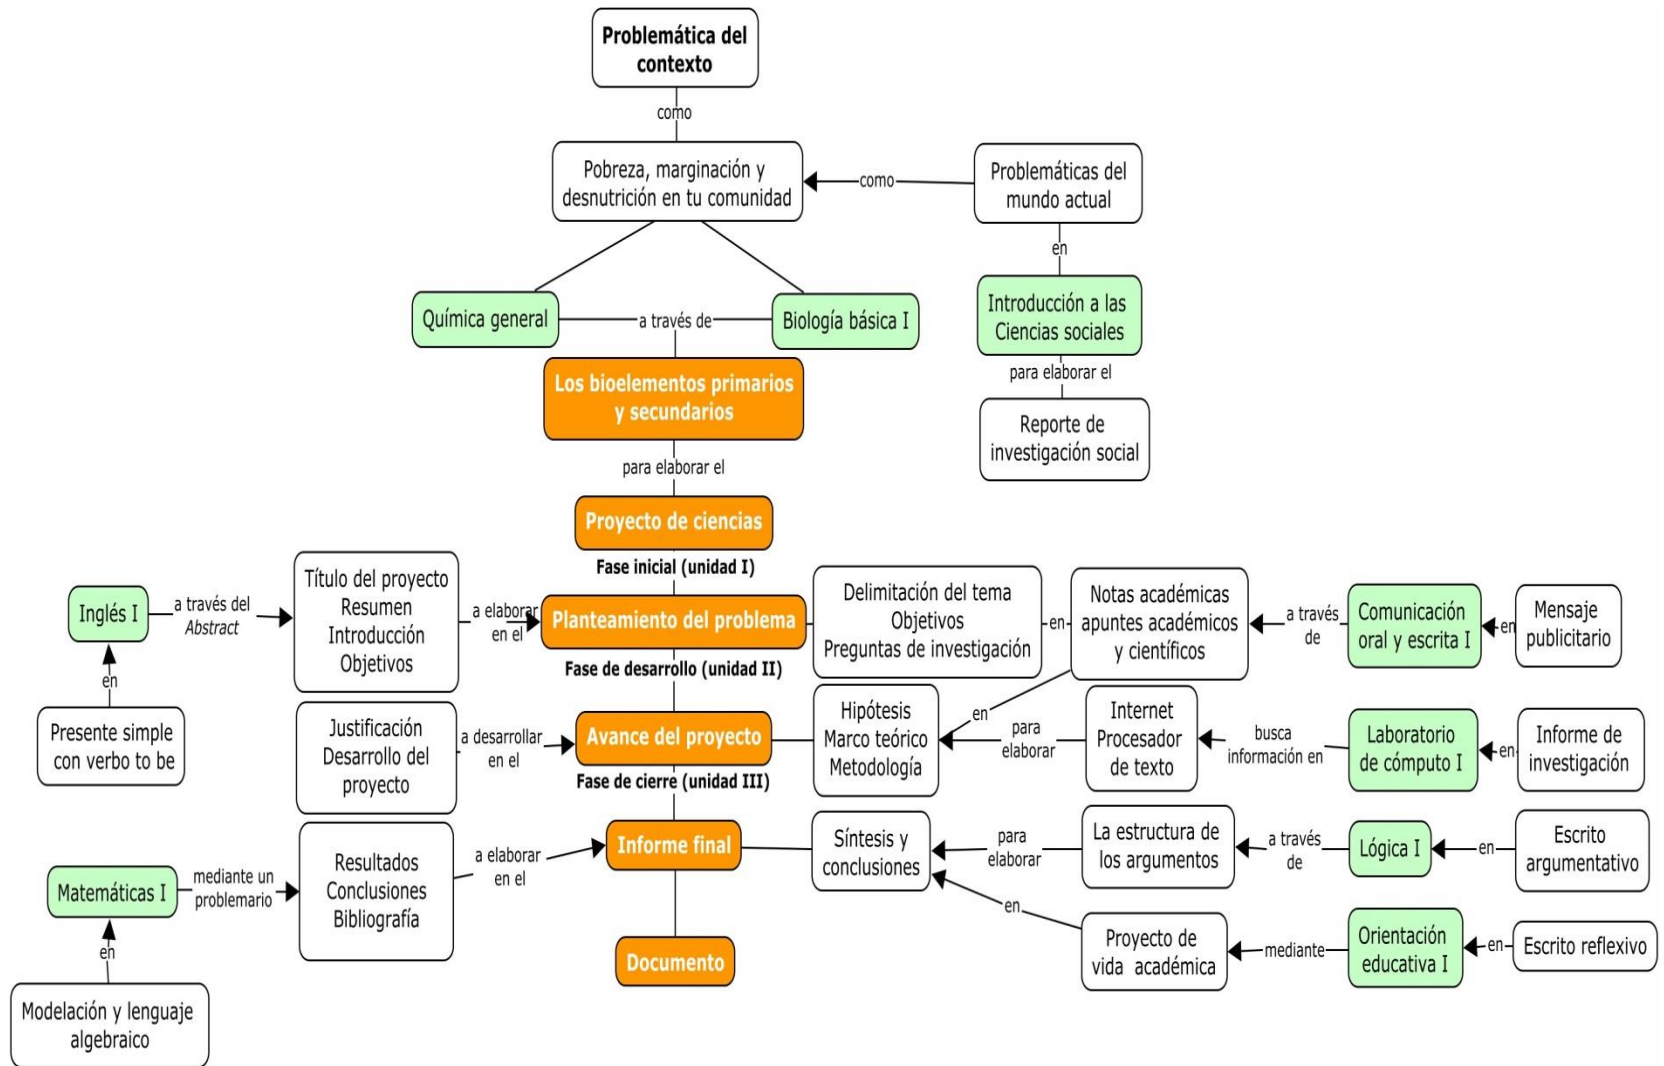 Problemática del
contexto
como
Pobreza, marginación y
desnutrición en tu comunidad
como
Problemáticas del
mundo actual
en
Química general
a través de
Biología básica I
Introducción a las
Ciencias sociales
para elaborar el
Reporte de
investigación social
Los bioelementos primarios
y secundarios
para elaborar el
Proyecto de ciencias
Fase inicial (unidad I)
Inglés I
a través del
Abstract
Título del proyecto
Resumen
Introducción
Objetivos
a elaborar
en el
Planteamiento del problema
Delimitación del tema
Objetivos
Preguntas de investigación
en
Notas académicas
apuntes académicos
y científicos
a través
de
Comunicación
oral y escrita I
en
Mensaje
publicitario
Fase de desarrollo (unidad II)
en
Presente simple
con verbo to be
Justificación
Desarrollo del
proyecto
a desarrollar
en el
Avance del proyecto
Hipótesis
Marco teórico
Metodología
en
para
elaborar
Internet
Procesador
de texto
busca
información en
Laboratorio
de cómputo I
en
Informe de
investigación
Fase de cierre (unidad III)
Matemáticas I
mediante un
problemario
Resultados
Conclusiones
Bibliografía
a elaborar
en el
Informe final
Síntesis y
conclusiones
para
elaborar
La estructura de
los argumentos
a través
de
Lógica I
en
Escrito
argumentativo
en
Modelación y lenguaje
algebraico
Documento
en
Proyecto de
vida académica
mediante
Orientación
educativa I
en
Escrito reflexivo